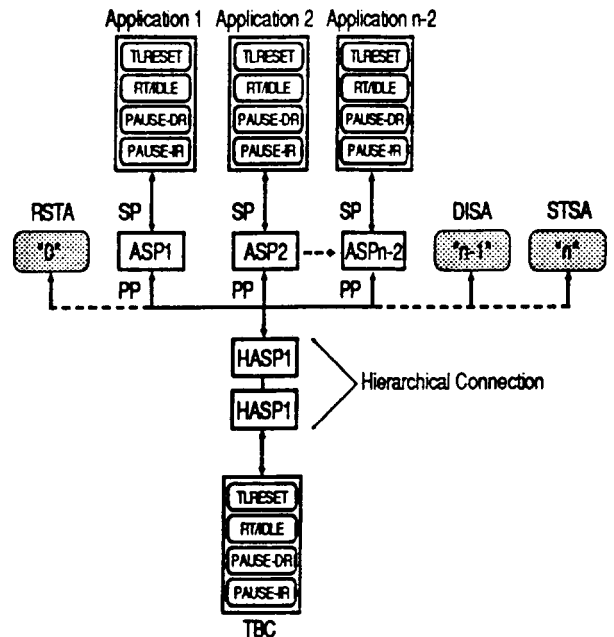 Application 1 Application 2 Application n-2
TLRESET TLRESET TLRESET
RT/IDLE RT/IDLE RT/IDLE
PAUSE-DR PAUSE-DR PAUSE-DR
PAUSE-IR PAUSE-IR PAUSE-IR
RSTA SP SP SP DISA STSA
"0" ASP1 ASP2 ASPn-2 "n-1" "n"
PP PP PP
HASP1
Hierarchical Connection
HASP1
TLRESET
RT/IDLE
PAUSE-DR
PAUSE-IR
TBC